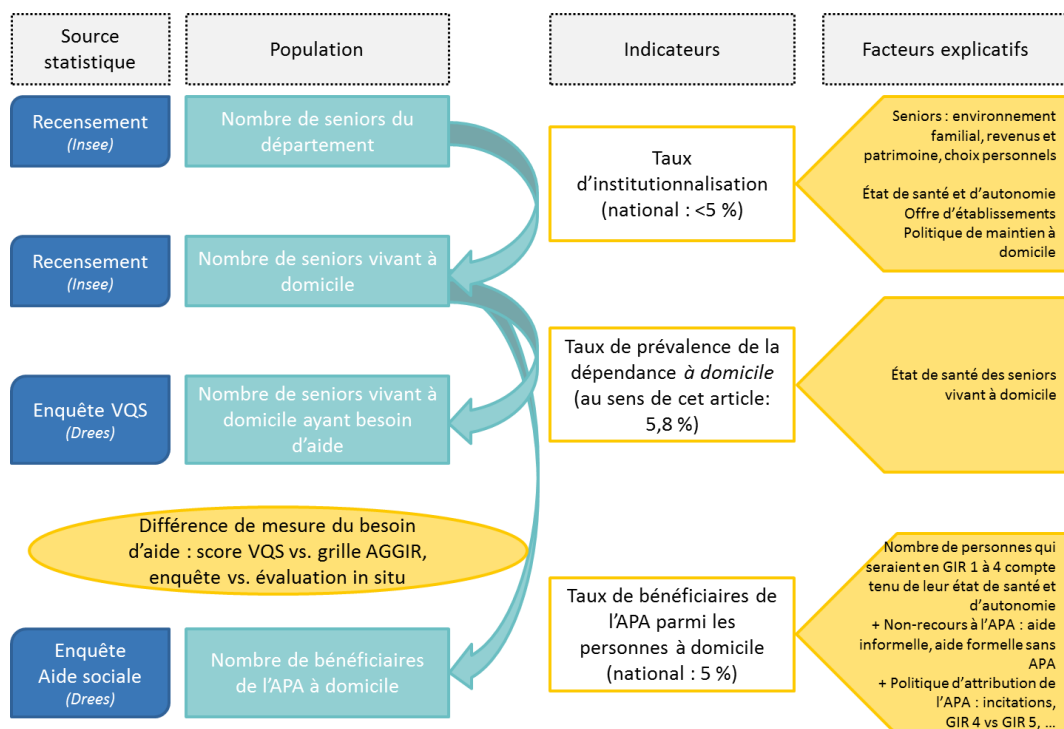 Source
statistique
Population
Indicateurs
Facteurs explicatifs
Recensement
(Insee)
Nombre de seniors du
département
Taux
d’institutionnalisation
(national : <5 %)
Seniors : environnement
familial, revenus et
patrimoine, choix personnels
État de santé et d’autonomie
Offre d’établissements
Politique de maintien à
domicile
Recensement
(Insee)
Nombre de seniors vivant à
domicile
Enquête VQS
(Drees)
Nombre de seniors vivant à
domicile ayant besoin
d’aide
Taux de prévalence de la
dépendance à domicile
(au sens de cet article:
5,8 %)
État de santé des seniors
vivant à domicile
Différence de mesure du besoin
d’aide : score VQS vs. grille AGGIR,
enquête vs. évaluation in situ
Enquête
Aide sociale
(Drees)
Nombre de bénéficiaires
de l’APA à domicile
Taux de bénéficiaires de
l’APA parmi les
personnes à domicile
(national : 5 %)
Nombre de personnes qui
seraient en GIR 1 à 4 compte
tenu de leur état de santé et
d’autonomie
+ Non-recours à l’APA : aide
informelle, aide formelle sans
APA
+ Politique d’attribution de
l’APA : incitations,
GIR 4 vs GIR 5, ...